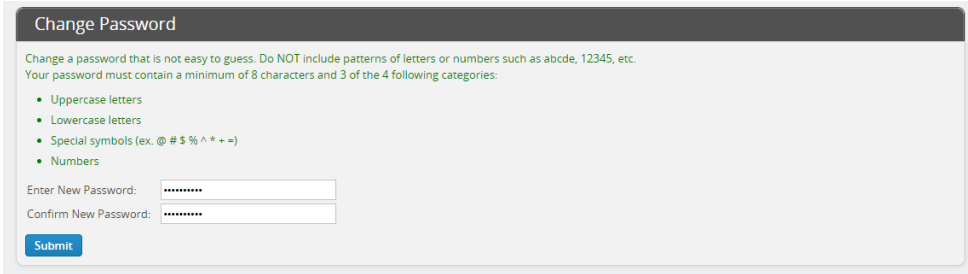 Change Password
Change a password that is not easy to guess. Do NOT include patterns of letters or numbers such as abcde, 12345, etc.
Your password must contain a minimum of 8 characters and 3 of the 4 following categories:
• Uppercase letters
• Lowercase letters
• Special symbols (ex. @ # $ % ^ * + =)
• Numbers
Enter New Password: ••••••••••
Confirm New Password: ••••••••••
Submit